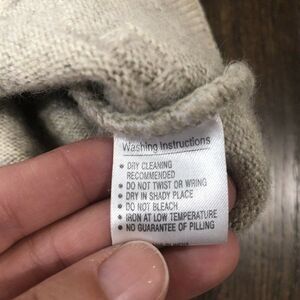 Washing Instructions
• DRY CLEANING
RECOMMENDED
• DO NOT TWIST OR WRING
• DRY IN SHADY PLACE
• DO NOT BLEACH
• IRON AT LOW TEMPERATURE
• NO GUARANTEE OF PILLING